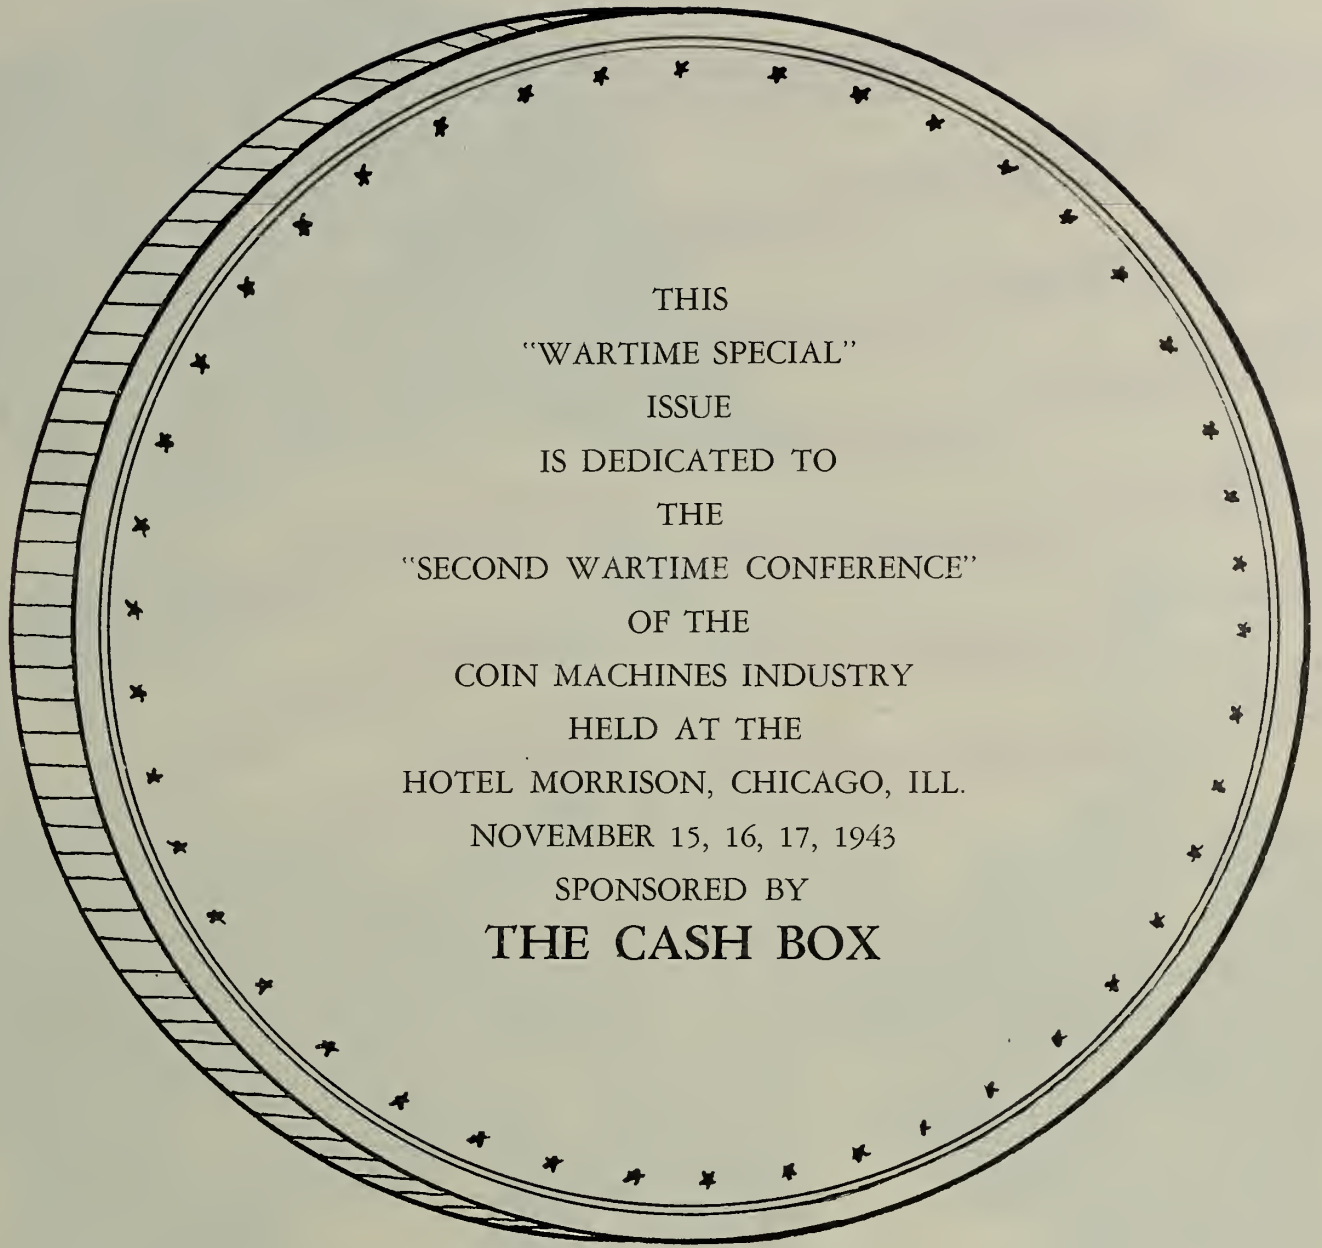 THIS
"WARTIME SPECIAL"
ISSUE
IS DEDICATED TO
THE
"SECOND WARTIME CONFERENCE"
OF THE
COIN MACHINES INDUSTRY
HELD AT THE
HOTEL MORRISON, CHICAGO, ILL.
NOVEMBER 15, 16, 17, 1943
SPONSORED BY
THE CASH BOX